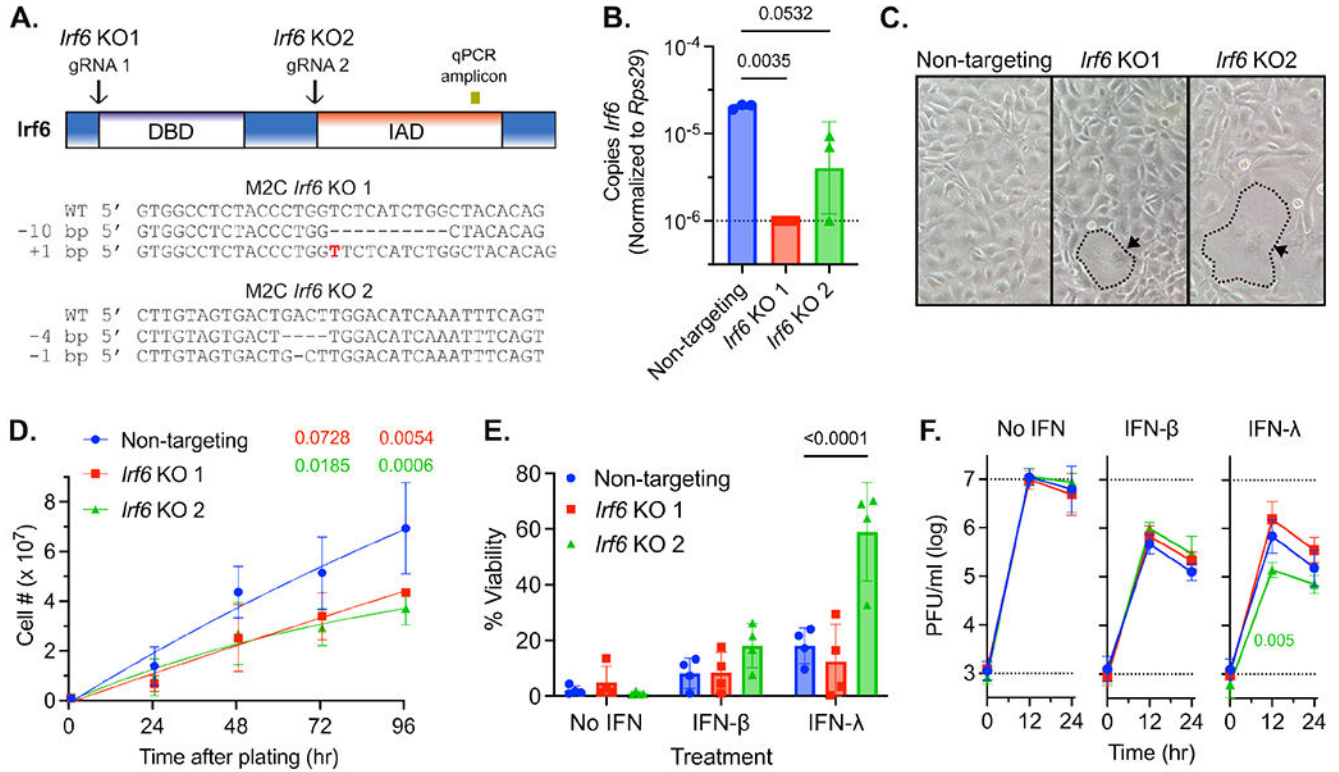 A.
Irf6 KO1
gRNA 1
Irf6 KO2
gRNA 2
qPCR
amplicon
Irf6
DBD
IAD
M2C Irf6 KO 1
WT 5' GTGGCCTCTACCCTGGTCTCATCTGGCTACACAG
-10 bp 5' GTGGCCTCTACCCTGG----------CTACACAG
+1 bp 5' GTGGCCTCTACCCTGGTTCTCATCTGGCTACACAG
M2C Irf6 KO 2
WT 5' CTTGTAGTGACTGACTTGGACATCAAATTTCAGT
-4 bp 5' CTTGTAGTGACT----TGGACATCAAATTTCAGT
-1 bp 5' CTTGTAGTGACTG-CTTGGACATCAAATTTCAGT
B.
0.0532
0.0035
Copies Irf6
(Normalized to Rps29)
10-4
10-5
10-6
Non-targeting
Irf6 KO 1
Irf6 KO 2
C.
Non-targeting
Irf6 KO1
Irf6 KO2
D.
Non-targeting
Irf6 KO 1
Irf6 KO 2
0.0728 0.0054
0.0185 0.0006
Cell # (x 107)
8
6
4
2
0
0 24 48 72 96
Time after plating (hr)
E.
<0.0001
Non-targeting
Irf6 KO 1
Irf6 KO 2
% Viability
80
60
40
20
0
No IFN IFN-β IFN-λ
Treatment
F.
No IFN IFN-β IFN-λ
PFU/ml (log)
7
6
5
4
3
0.005
0 12 24 0 12 24 0 12 24
Time (hr)